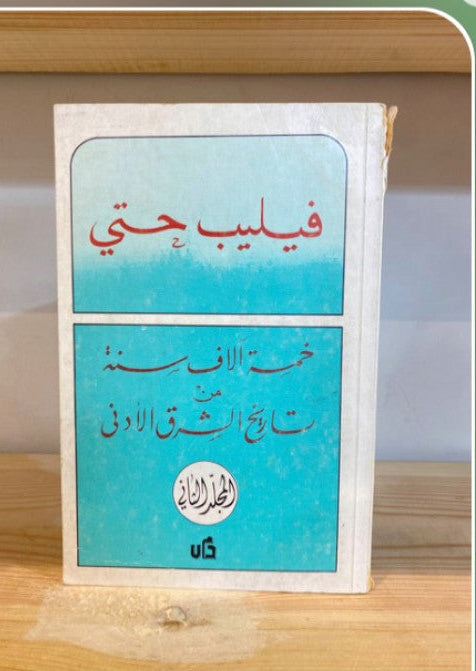 فيليب حتي
خمسة آلاف سنة
من
تاريخ الشرق الأدنى
المجلد الثاني